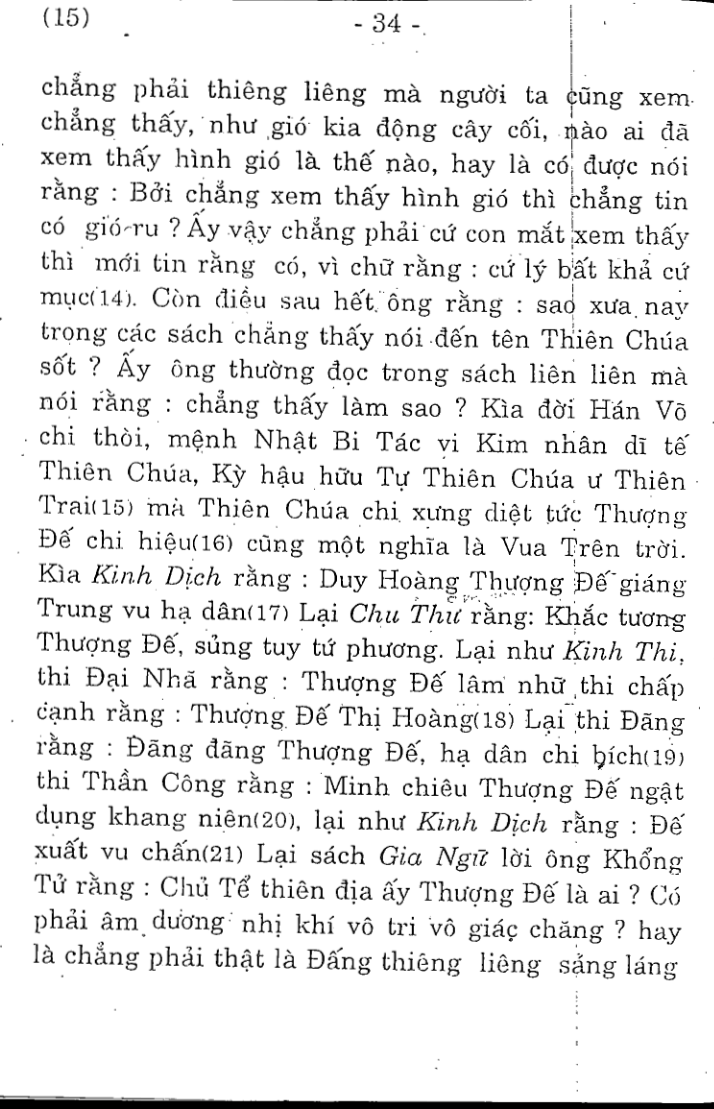 (15)
- 34 -
chẳng phải thiêng liêng mà người ta cũng xem
chẳng thấy, như gió kia động cây cối, nào ai đã
xem thấy hình gió là thế nào, hay là có được nói
rằng : Bởi chẳng xem thấy hình gió thì chẳng tin
có gió ru ? Ấy vậy chẳng phải cứ con mắt xem thấy
thì mới tin rằng có, vì chữ rằng : cứ lý bất khả cứ
mục(14). Còn điều sau hết ông rằng : sao xưa nay
trong các sách chẳng thấy nói đến tên Thiên Chúa
sốt ? Ấy ông thường đọc trong sách liên liên mà
nói rằng : chẳng thấy làm sao ? Kìa đời Hán Võ
chi thòi, mệnh Nhật Bi Tác vi Kim nhân dĩ tế
Thiên Chúa, Kỳ hậu hữu Tự Thiên Chúa ư Thiên
Trai(15) mà Thiên Chúa chi xưng diệt tức Thượng
Đế chi hiệu(16) cũng một nghĩa là Vua Trên trời.
Kìa Kinh Dịch rằng : Duy Hoàng Thượng Đế giáng
Trung vu hạ dân(17) Lại Chu Thư rằng: Khắc tương
Thượng Đế, sủng tuy tứ phương. Lại như Kinh Thi,
thi Đại Nhã rằng : Thượng Đế lâm nhữ thi chấp
cạnh rằng : Thượng Đế Thị Hoàng(18) Lại thi Đãng
rằng : Đãng đãng Thượng Đế, hạ dân chi bích(19)
thi Thần Công rằng : Minh chiêu Thượng Đế ngật
dụng khang niên(20), lại như Kinh Dịch rằng : Đế
xuất vu chấn(21) Lại sách Gia Ngữ lời ông Khổng
Tử rằng : Chủ Tể thiên địa ấy Thượng Đế là ai ? Có
phải âm dương nhị khí vô tri vô giác chăng ? hay
là chẳng phải thật là Đấng thiêng liêng sáng láng